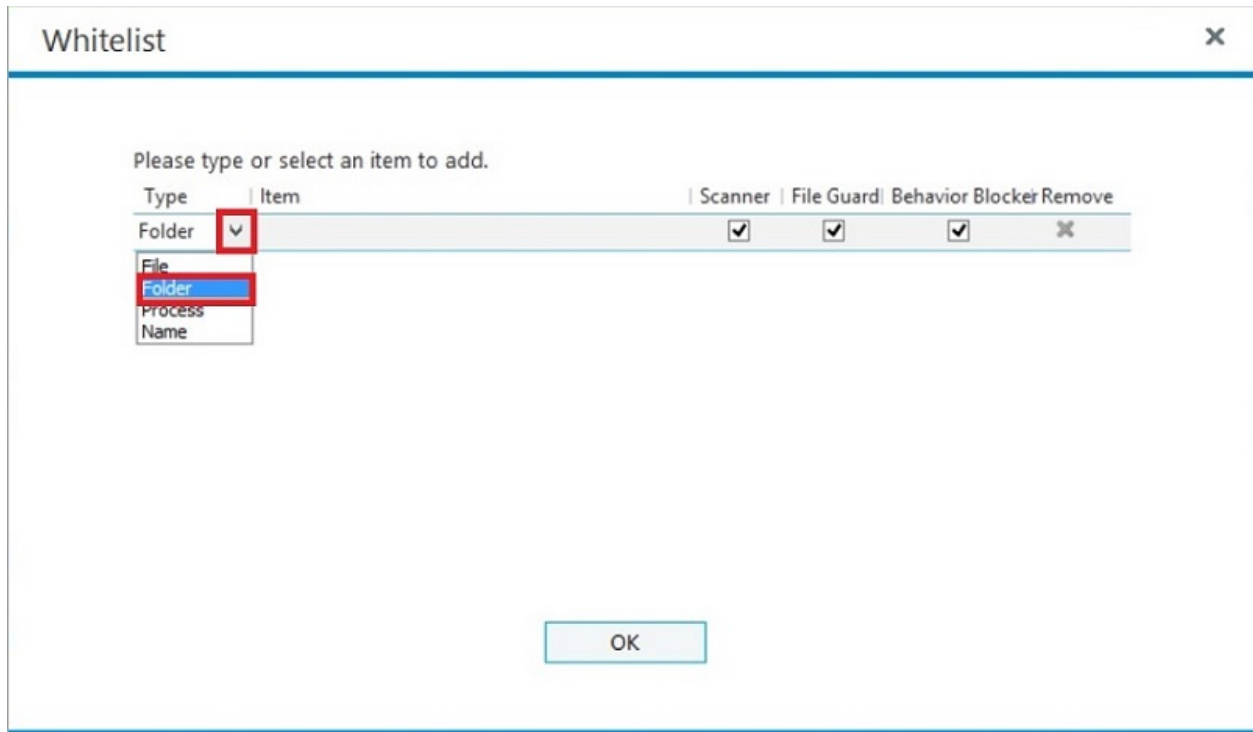 Whitelist
Please type or select an item to add.
Type Item Scanner File Guard Behavior Blocker Remove
Folder
File
Folder
Process
Name
OK